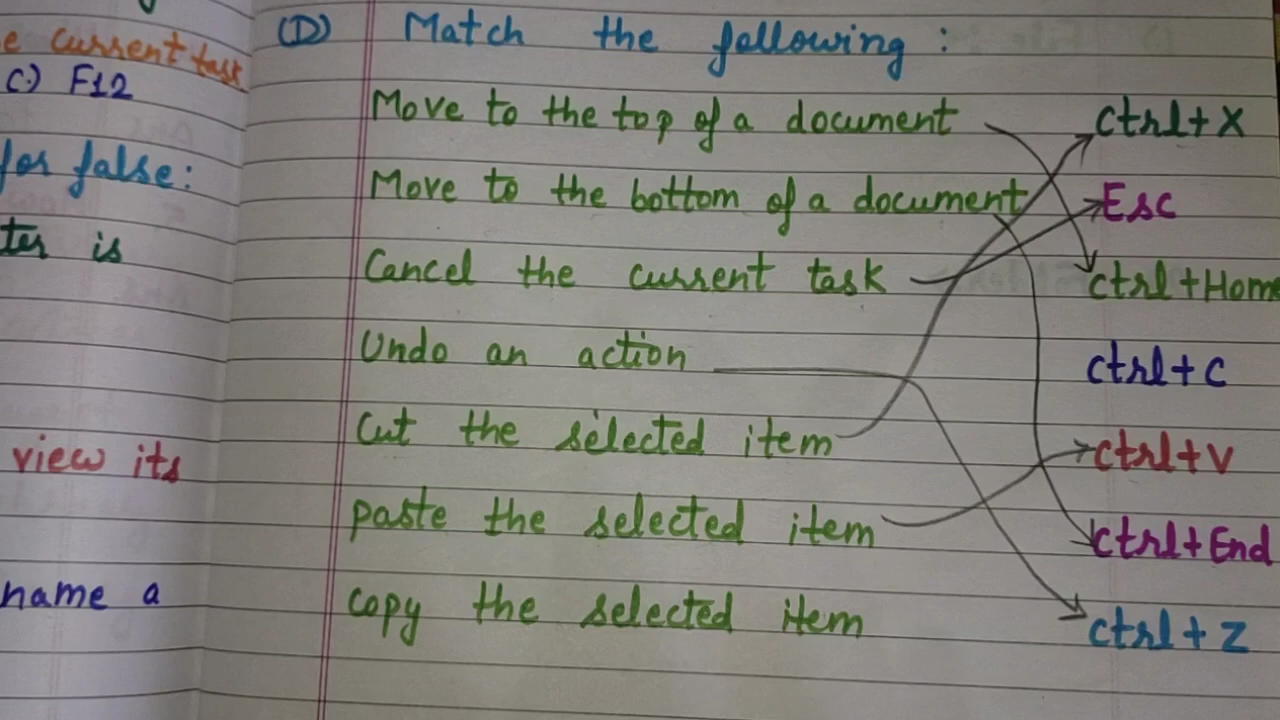 e current task
c) F12
for false:
ter is
view its
name a
(D) Match the following:
Move to the top of a document ctrl+X
Move to the bottom of a document Esc
Cancel the current task ctrl+Home
Undo an action ctrl+c
Cut the selected item ctrl+v
paste the selected item ctrl+End
copy the selected item ctrl+z